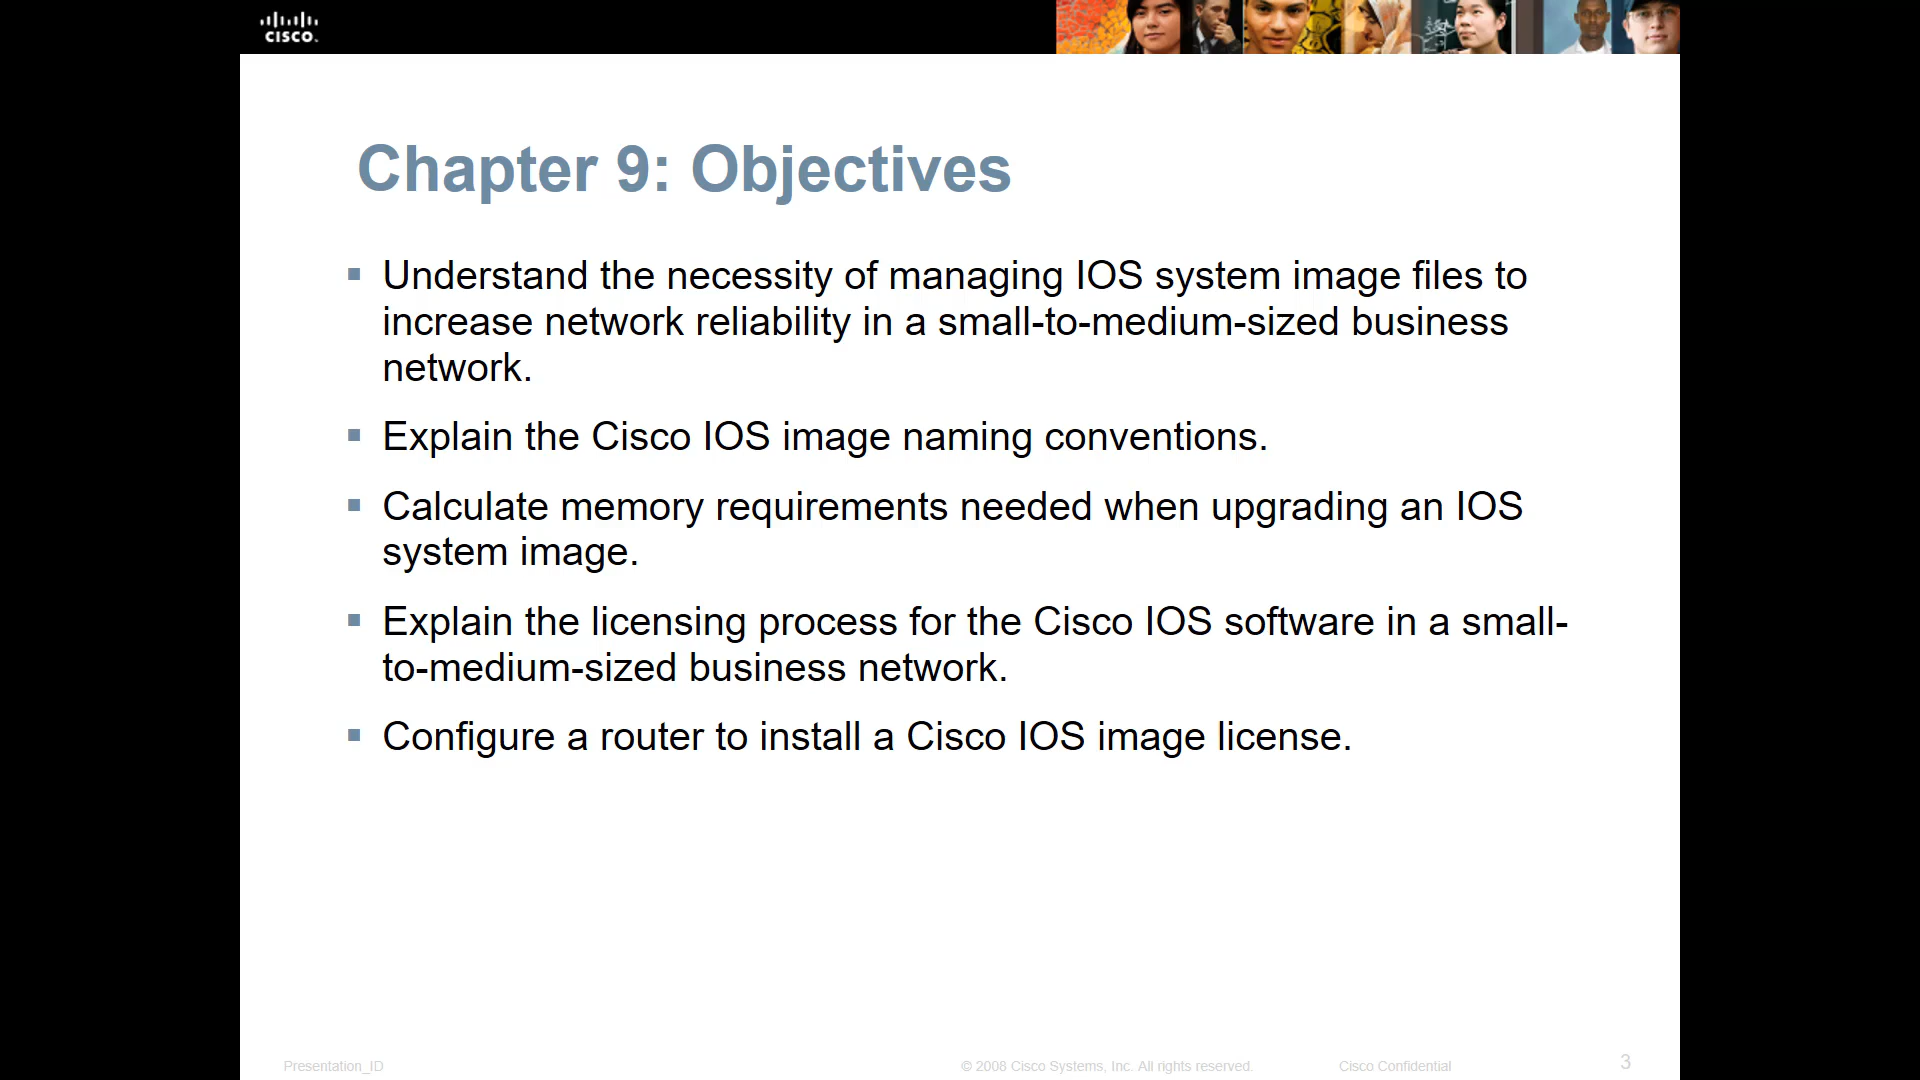 CISCO.
Chapter 9: Objectives
Understand the necessity of managing IOS system image files to
increase network reliability in a small-to-medium-sized business
network.
Explain the Cisco IOS image naming conventions.
Calculate memory requirements needed when upgrading an IOS
system image.
Explain the licensing process for the Cisco IOS software in a small-
to-medium-sized business network.
Configure a router to install a Cisco IOS image license.
Presentation_ID
© 2008 Cisco Systems, Inc. All rights reserved.
Cisco Confidential
3